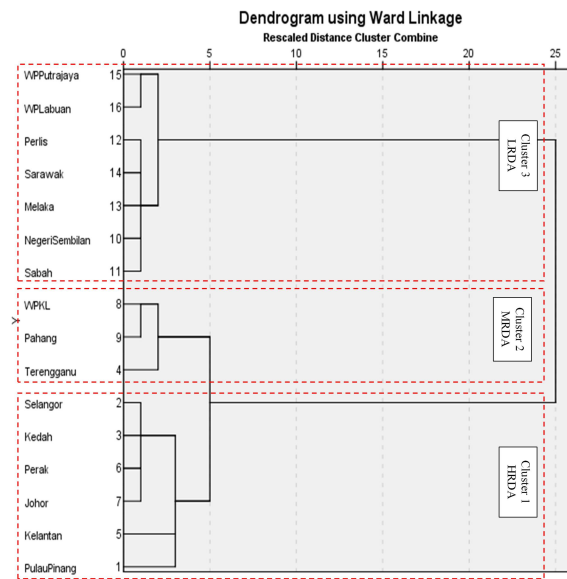 Dendrogram using Ward Linkage
Rescaled Distance Cluster Combine
0 5 10 15 20 25
WPPutrajaya 15
WPLabuan 16
Perlis 12
Sarawak 14
Melaka 13
NegeriSembilan 10
Sabah 11
Cluster 3
LRDA
WPKL 8
Pahang 9
Terengganu 4
Cluster 2
MRDA
Y
Selangor 2
Kedah 3
Perak 6
Johor 7
Kelantan 5
PulauPinang 1
Cluster 1
HRDA